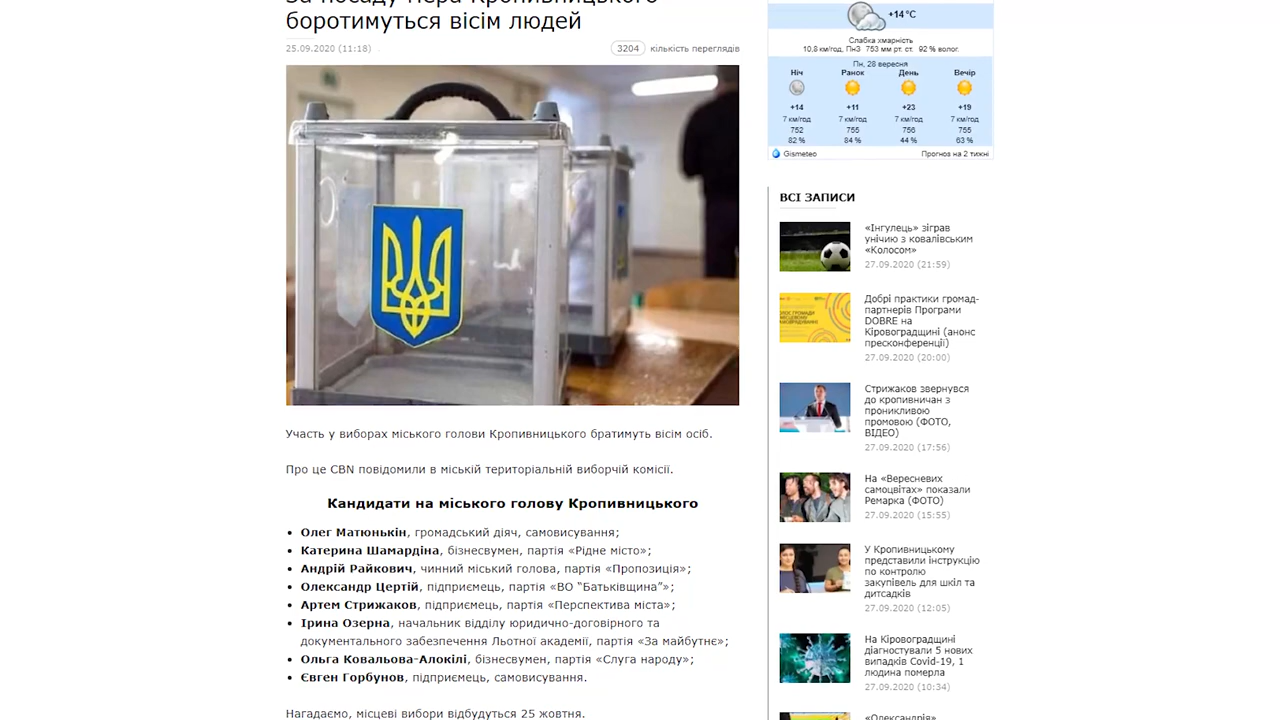 За посаду мера Кропивницького
боротимуться вісім людей
25.09.2020 (11:18)
3204 кількість переглядів
Участь у виборах міського голови Кропивницького братимуть вісім осіб.
Про це CBN повідомили в міській територіальній виборчій комісії.
Кандидати на міського голову Кропивницького
• Олег Матюнькін, громадський діяч, самовисування;
• Катерина Шамардіна, бізнесвумен, партія «Рідне місто»;
• Андрій Райкович, чинний міський голова, партія «Пропозиція»;
• Олександр Цертій, підприємець, партія «ВО “Батьківщина”»;
• Артем Стрижаков, підприємець, партія «Перспектива міста»;
• Ірина Озерна, начальник відділу юридично-договірного та
документального забезпечення Льотної академії, партія «За майбутнє»;
• Ольга Ковальова-Алокілі, бізнесвумен, партія «Слуга народу»;
• Євген Горбунов, підприємець, самовисування.
Нагадаємо, місцеві вибори відбудуться 25 жовтня.
+14 °C
Слабка хмарність
10,8 км/год, ПнЗ 753 мм рт. ст. 92 % волог.
Пн, 28 вересня
Ніч Ранок День Вечір
+14 +11 +23 +19
7 км/год 7 км/год 7 км/год 7 км/год
752 755 756 755
82 % 84 % 44 % 63 %
Gismeteo Прогноз на 2 тижні
ВСІ ЗАПИСИ
«Інгулець» зіграв
унічию з ковалівським
«Колосом»
27.09.2020 (21:59)
Добрі практики громад-
партнерів Програми
DOBRE на
Кіровоградщині (анонс
пресконференції)
27.09.2020 (20:00)
Стрижаков звернувся
до кропивничан з
проникливою
промовою (ФОТО,
ВІДЕО)
27.09.2020 (17:56)
На «Вересневих
самоцвітах» показали
Ремарка (ФОТО)
27.09.2020 (15:55)
У Кропивницькому
представили інструкцію
по контролю
закупівель для шкіл та
дитсадків
27.09.2020 (12:05)
На Кіровоградщині
діагностували 5 нових
випадків Covid-19, 1
людина померла
27.09.2020 (10:34)
«Олександрія»